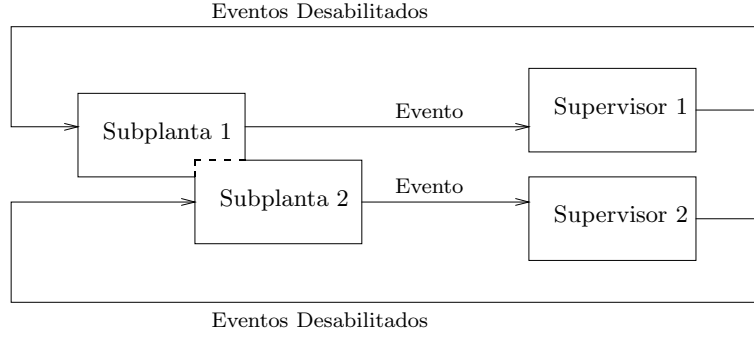 Eventos Desabilitados
Evento
Supervisor 1
Subplanta 1
Evento
Subplanta 2
Supervisor 2
Eventos Desabilitados